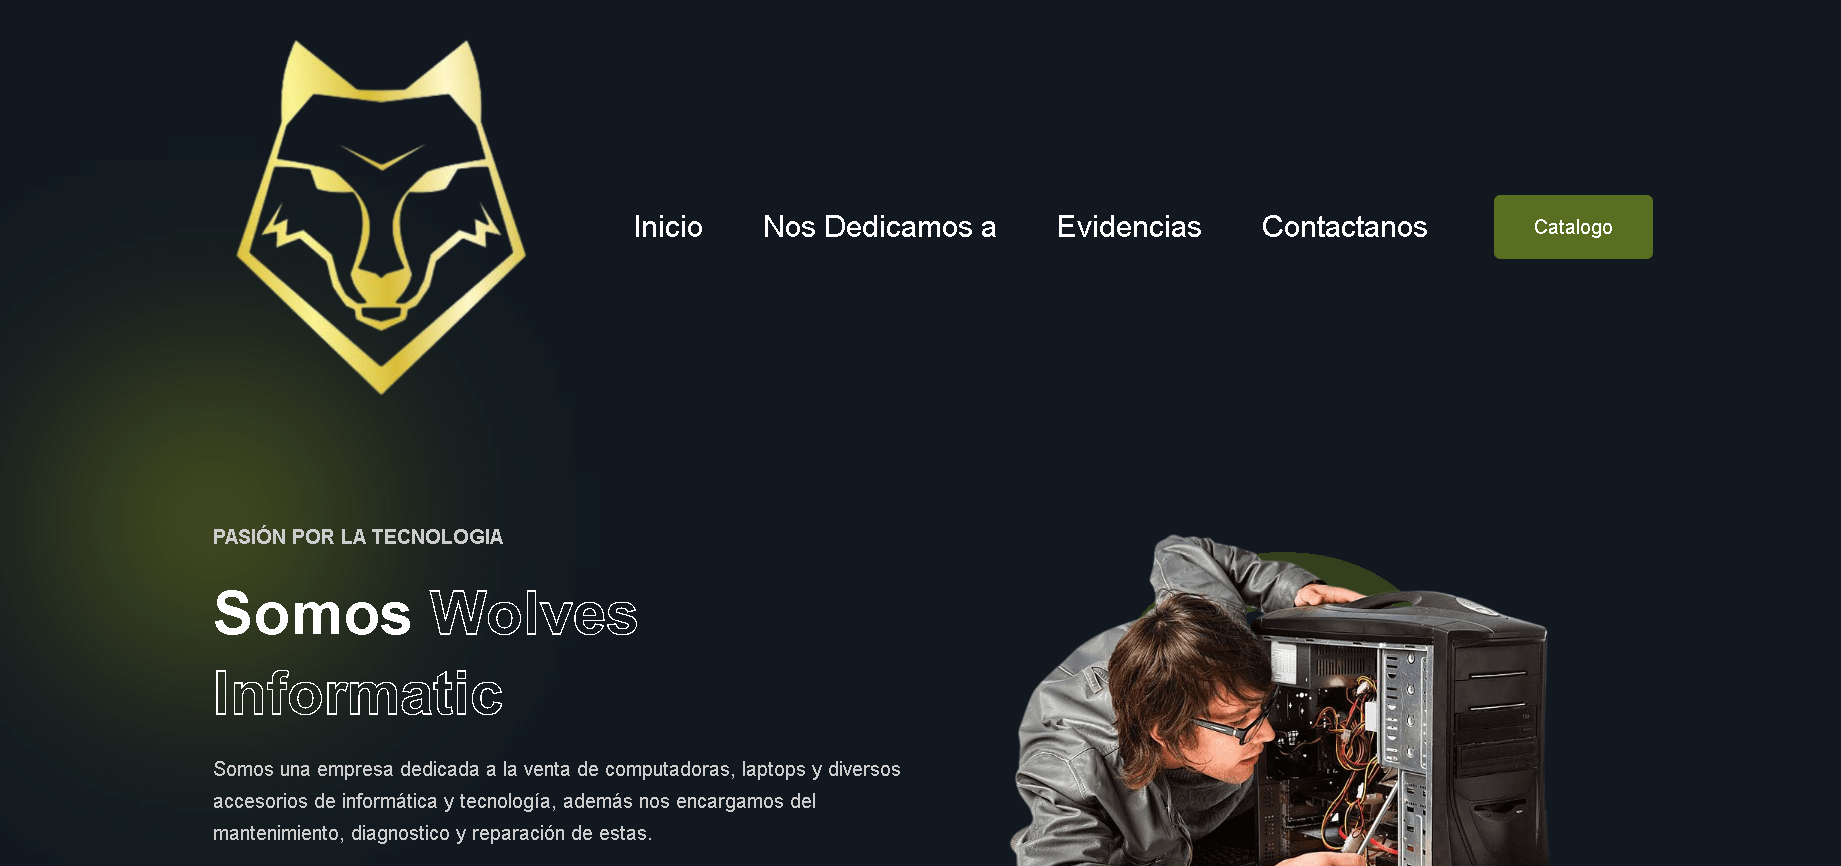 Inicio
Nos Dedicamos a
Evidencias
Contactanos
Catalogo
PASIÓN POR LA TECNOLOGIA
Somos Wolves
Informatic
Somos una empresa dedicada a la venta de computadoras, laptops y diversos
accesorios de informática y tecnología, además nos encargamos del
mantenimiento, diagnostico y reparación de estas.